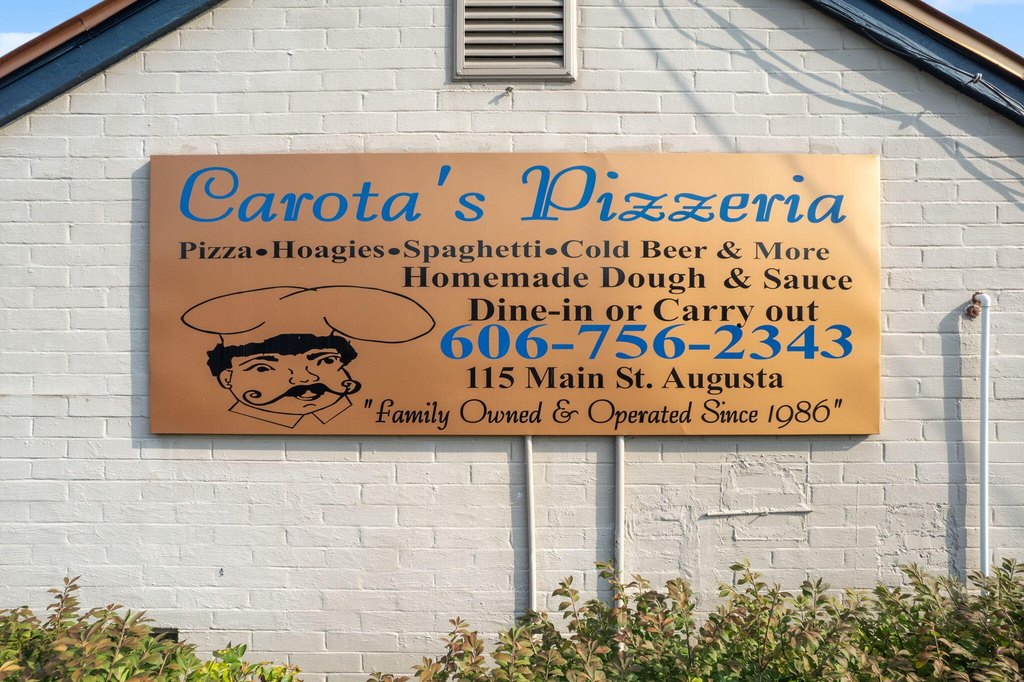 Carota's Pizzeria
Pizza•Hoagies•Spaghetti•Cold Beer & More
Homemade Dough & Sauce
Dine-in or Carry out
606-756-2343
115 Main St. Augusta
"Family Owned & Operated Since 1986"